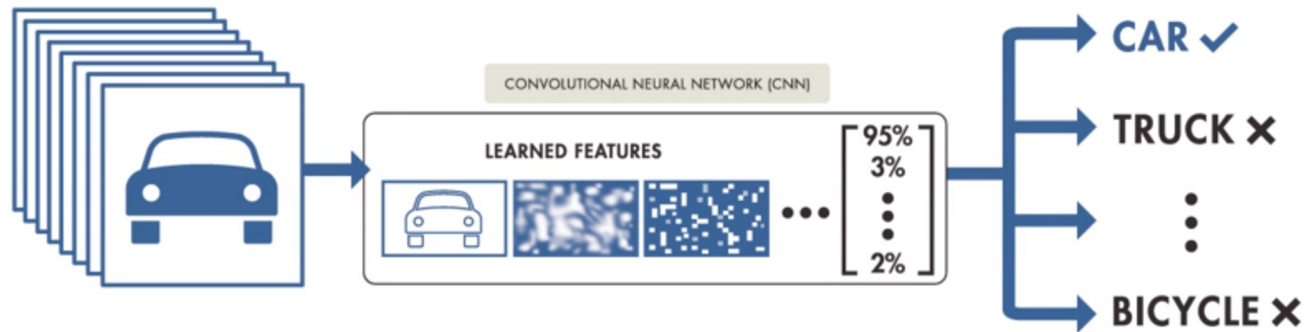 CONVOLUTIONAL NEURAL NETWORK (CNN)
LEARNED FEATURES
95%
3%
2%
CAR
TRUCK
BICYCLE